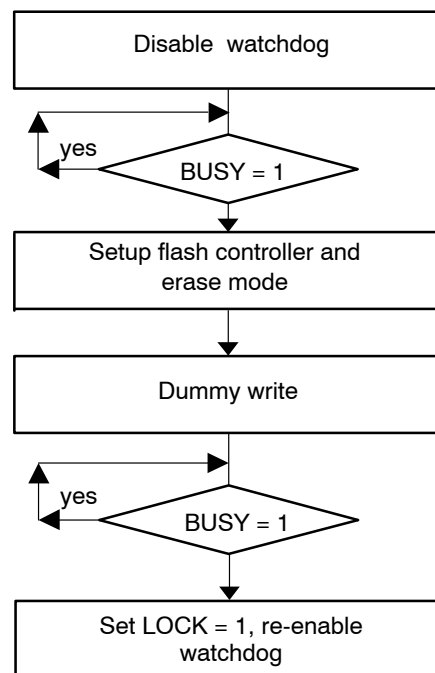 Disable watchdog
yes
BUSY = 1
Setup flash controller and
erase mode
Dummy write
yes
BUSY = 1
Set LOCK = 1, re-enable
watchdog